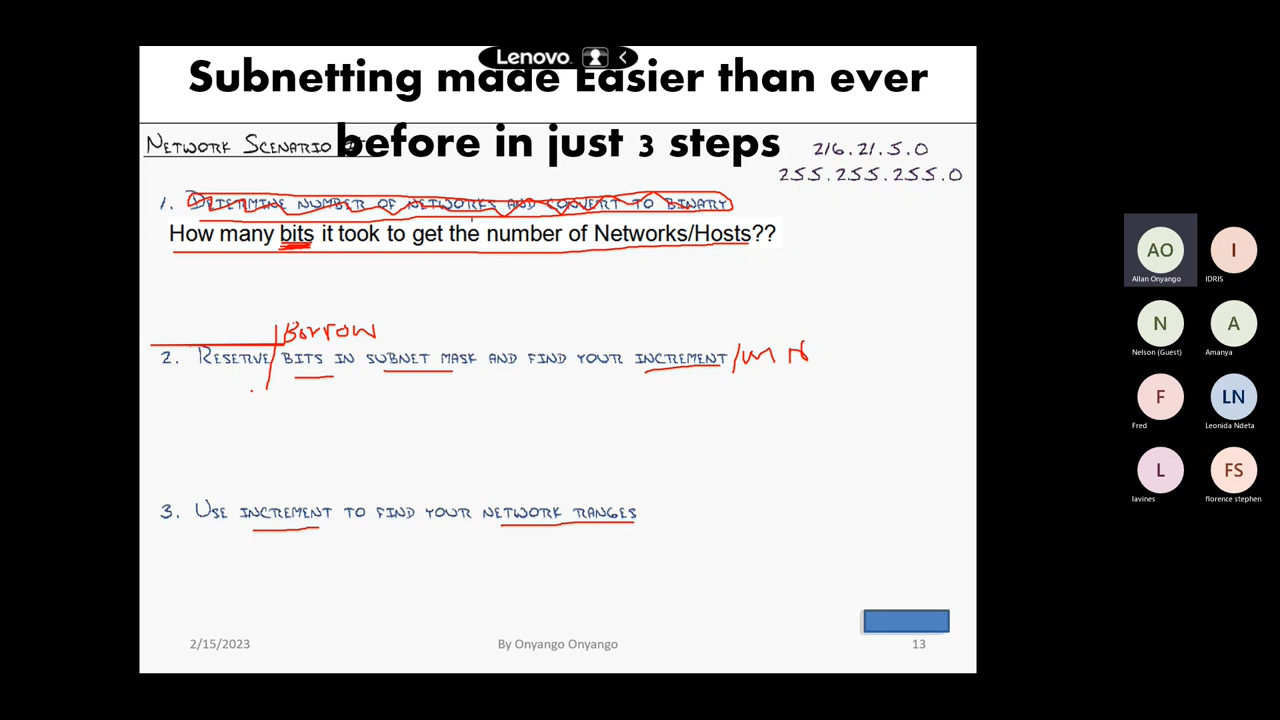 Lenovo
Subnetting made Easier than ever
before in just 3 steps
NETWORK SCENARIO
216.21.5.0
255.255.255.0
1. DETERMINE NUMBER OF NETWORKS AND CONVERT TO BINARY
How many bits it took to get the number of Networks/Hosts??
Borrow
2. RESERVE BITS IN SUBNET MASK AND FIND YOUR INCREMENT
3. USE INCREMENT TO FIND YOUR NETWORK RANGES
2/15/2023
By Onyango Onyango
13
AO
Allan Onyango
I
IDRIS
N
Nelson (Guest)
A
Amanya
F
Fred
LN
Leonida Ndeta
L
lavines
FS
florence stephen